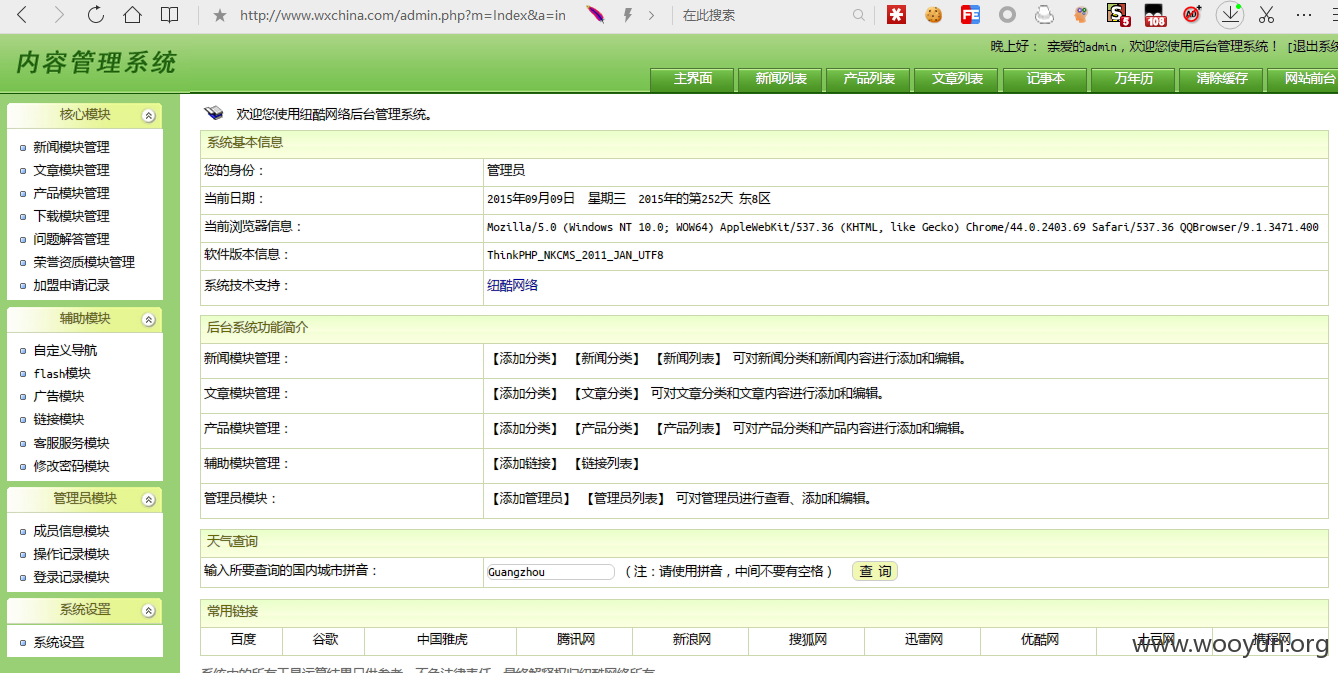 http://www.wxchina.com/admin.php?m=Index&a=in
在此搜索
5
108
内容管理系统
晚上好： 亲爱的admin，欢迎您使用后台管理系统！ [退出系
主界面 新闻列表 产品列表 文章列表 记事本 万年历 清除缓存 网站前台
核心模块
新闻模块管理
文章模块管理
产品模块管理
下载模块管理
问题解答管理
荣誉资质模块管理
加盟申请记录
辅助模块
自定义导航
flash模块
广告模块
链接模块
客服服务模块
修改密码模块
管理员模块
成员信息模块
操作记录模块
登录记录模块
系统设置
系统设置
欢迎您使用纽酷网络后台管理系统。
系统基本信息
您的身份： 管理员
当前日期： 2015年09月09日 星期三 2015年的第252天 东8区
当前浏览器信息： Mozilla/5.0 (Windows NT 10.0; WOW64) AppleWebKit/537.36 (KHTML, like Gecko) Chrome/44.0.2403.69 Safari/537.36 QQBrowser/9.1.3471.400
软件版本信息： ThinkPHP_NKCMS_2011_JAN_UTF8
系统技术支持： 纽酷网络
后台系统功能简介
新闻模块管理： 【添加分类】 【新闻分类】 【新闻列表】 可对新闻分类和新闻内容进行添加和编辑。
文章模块管理： 【添加分类】 【文章分类】 可对文章分类和文章内容进行添加和编辑。
产品模块管理： 【添加分类】 【产品分类】 【产品列表】 可对产品分类和产品内容进行添加和编辑。
辅助模块管理： 【添加链接】 【链接列表】
管理员模块： 【添加管理员】 【管理员列表】 可对管理员进行查看、添加和编辑。
天气查询
输入所要查询的国内城市拼音： Guangzhou （注：请使用拼音，中间不要有空格） 查 询
常用链接
百度 谷歌 中国雅虎 腾讯网 新浪网 搜狐网 迅雷网 优酷网 土豆网 携程网
www.wooyun.org